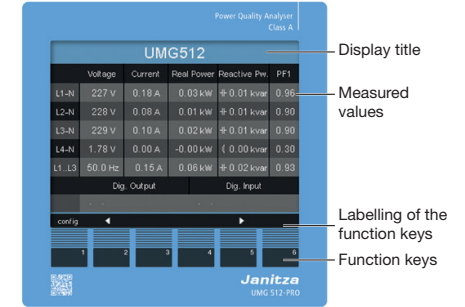 Power Quality Analyser
Class A
UMG512
Display title
Voltage Current Real Power Reactive Pw. PF1
L1-N 227 V 0.18 A 0.03 kW ⊣⊢ 0.01 kvar 0.96
L2-N 228 V 0.08 A 0.01 kW ⊣⊢ 0.01 kvar 0.90
L3-N 229 V 0.10 A 0.02 kW ⊣⊢ 0.01 kvar 0.90
L4-N 1.78 V 0.00 A -0.00 kW ( 0.00 kvar 0.30
L1..L3 50.0 Hz 0.15 A 0.06 kW ⊣⊢ 0.02 kvar 0.93
Measured
values
Dig. Output Dig. Input
config ◄ ►
Labelling of the
function keys
1 2 3 4 5 6
Function keys
Janitza
UMG 512-PRO